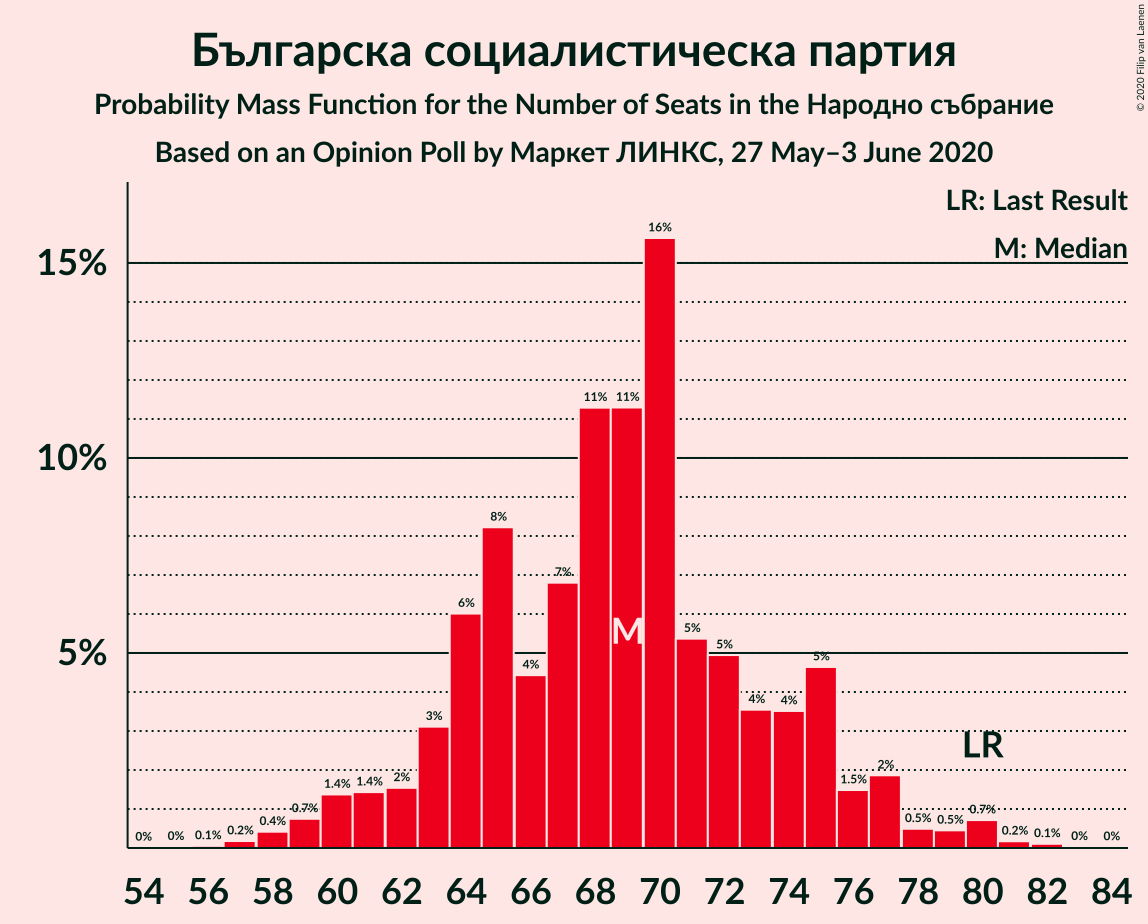 Българска социалистическа партия
Probability Mass Function for the Number of Seats in the Народно събрание
Based on an Opinion Poll by Маркет ЛИНКС, 27 May–3 June 2020
© 2020 Filip van Laenen
LR: Last Result
M: Median
15%
10%
5%
0% 0% 0.1% 0.2% 0.4% 0.7% 1.4% 1.4% 2% 3% 6% 8% 4% 7% 11% 11% 16% 5% 5% 4% 4% 5% 1.5% 2% 0.5% 0.5% 0.7% 0.2% 0.1% 0% 0%
M
LR
54 56 58 60 62 64 66 68 70 72 74 76 78 80 82 84